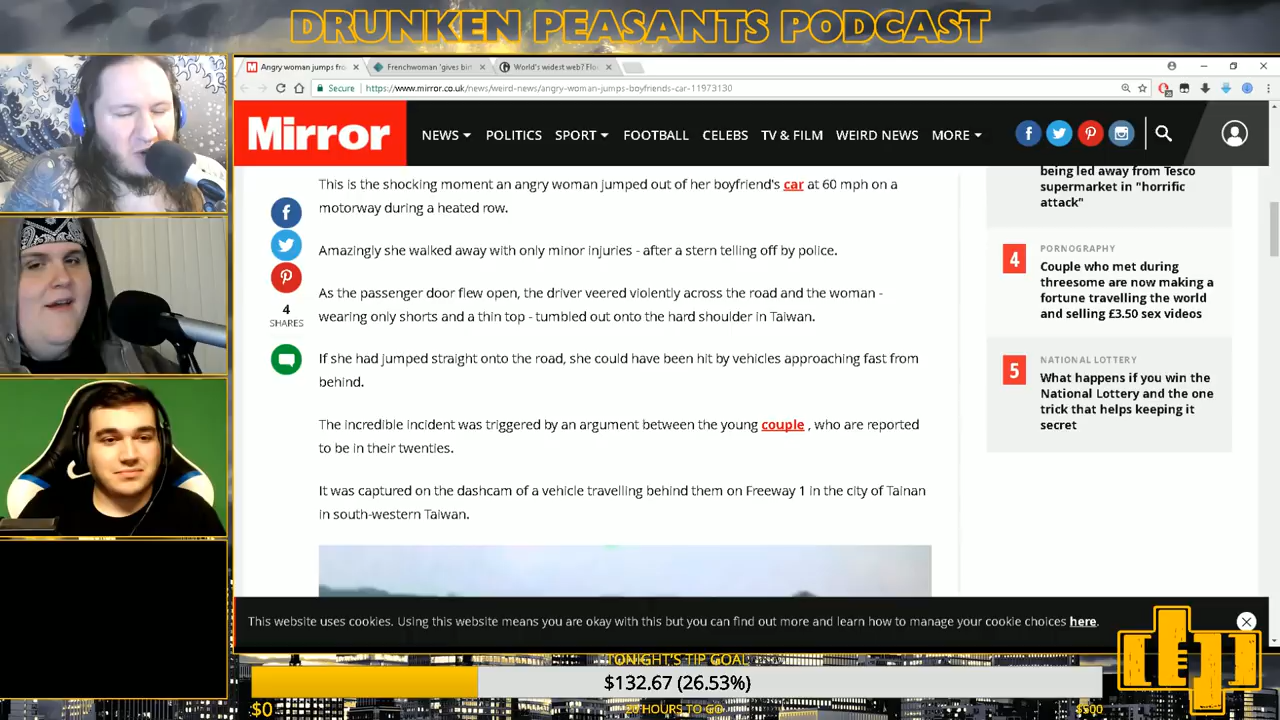 DRUNKEN PEASANTS PODCAST
Angry woman jumps fro
Frenchwoman 'gives bir
World's widest web? Flo
Secure
https://www.mirror.co.uk/news/weird-news/angry-woman-jumps-boyfriends-car-11973130
Mirror
NEWS
POLITICS
SPORT
FOOTBALL
CELEBS
TV & FILM
WEIRD NEWS
MORE
This is the shocking moment an angry woman jumped out of her boyfriend's car at 60 mph on a
motorway during a heated row.
Amazingly she walked away with only minor injuries - after a stern telling off by police.
As the passenger door flew open, the driver veered violently across the road and the woman -
wearing only shorts and a thin top - tumbled out onto the hard shoulder in Taiwan.
If she had jumped straight onto the road, she could have been hit by vehicles approaching fast from
behind.
The incredible incident was triggered by an argument between the young couple , who are reported
to be in their twenties.
It was captured on the dashcam of a vehicle travelling behind them on Freeway 1 in the city of Tainan
in south-western Taiwan.
4
SHARES
being led away from Tesco
supermarket in "horrific
attack"
4
PORNOGRAPHY
Couple who met during
threesome are now making a
fortune travelling the world
and selling £3.50 sex videos
5
NATIONAL LOTTERY
What happens if you win the
National Lottery and the one
trick that helps keeping it
secret
This website uses cookies. Using this website means you are okay with this but you can find out more and learn how to manage your cookie choices here.
TONIGHT'S TIP GOAL
$132.67 (26.53%)
$0
20 HOURS TO GO
$500